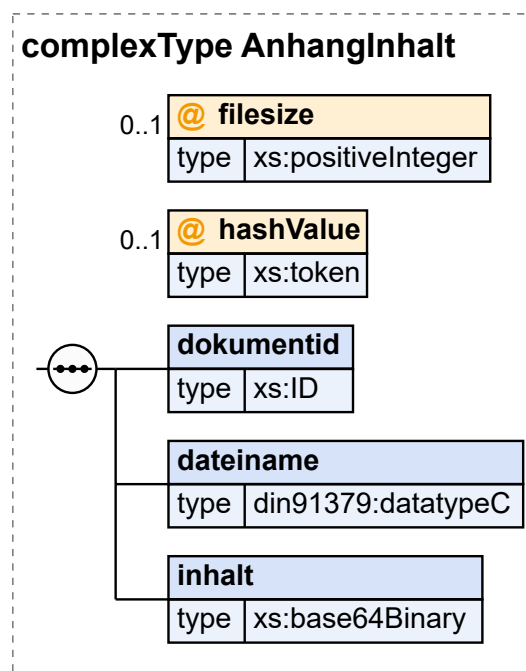 complexType AnhangInhalt
0..1 @ filesize
type xs:positiveInteger
0..1 @ hashValue
type xs:token
dokumentid
type xs:ID
dateiname
type din91379:datatypeC
inhalt
type xs:base64Binary